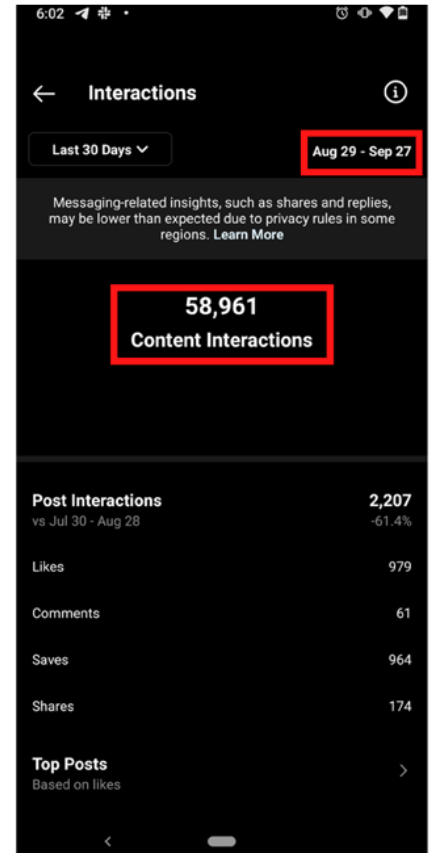 6:02
Interactions
Last 30 Days
Aug 29 - Sep 27
Messaging-related insights, such as shares and replies,
may be lower than expected due to privacy rules in some
regions. Learn More
58,961
Content Interactions
Post Interactions 2,207
vs Jul 30 - Aug 28 -61.4%
Likes 979
Comments 61
Saves 964
Shares 174
Top Posts
Based on likes